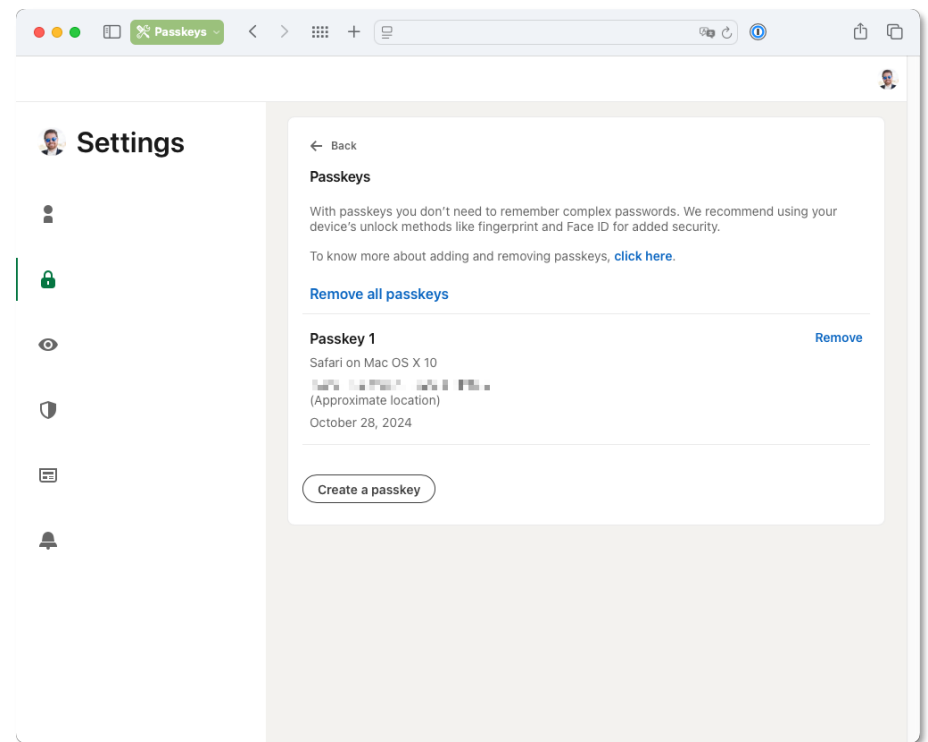 Passkeys
Settings
Back
Passkeys
With passkeys you don't need to remember complex passwords. We recommend using your
device's unlock methods like fingerprint and Face ID for added security.
To know more about adding and removing passkeys, click here.
Remove all passkeys
Passkey 1
Remove
Safari on Mac OS X 10
(Approximate location)
October 28, 2024
Create a passkey